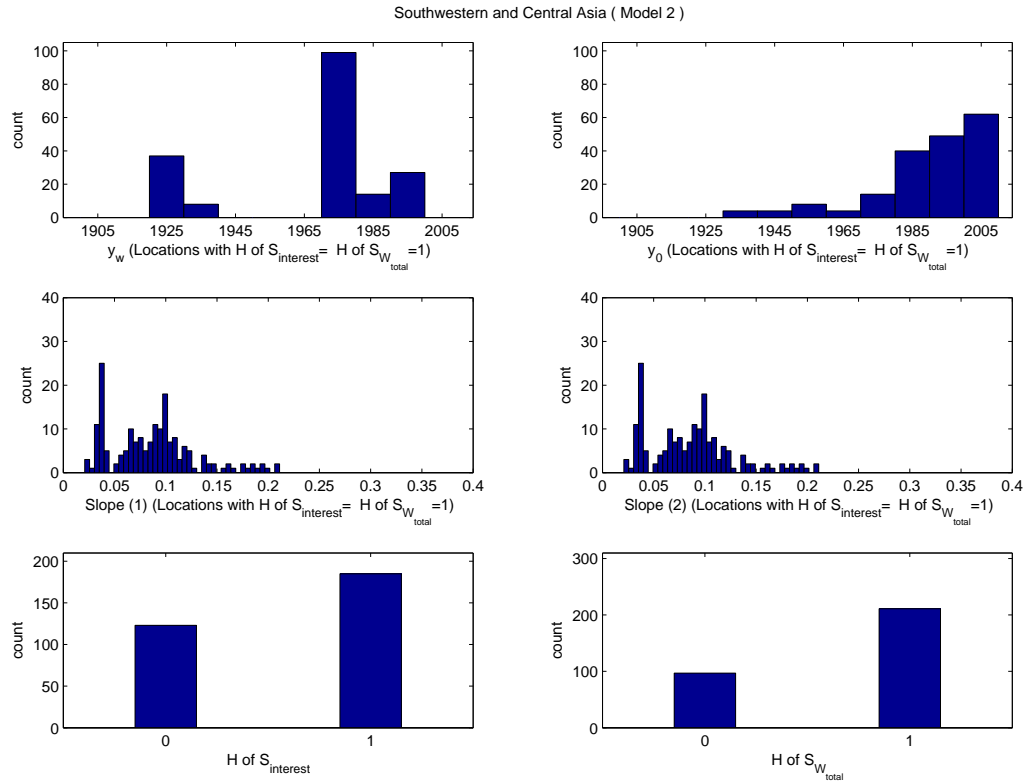 Southwestern and Central Asia ( Model 2 )
100
80
60
40
20
0
count
1905 1925 1945 1965 1985 2005
y_w (Locations with H of S_interest= H of S_W_total =1)
100
80
60
40
20
0
count
1905 1925 1945 1965 1985 2005
y_0 (Locations with H of S_interest= H of S_W_total =1)
40
30
20
10
0
count
0 0.05 0.1 0.15 0.2 0.25 0.3 0.35 0.4
Slope (1) (Locations with H of S_interest= H of S_W_total =1)
40
30
20
10
0
count
0 0.05 0.1 0.15 0.2 0.25 0.3 0.35 0.4
Slope (2) (Locations with H of S_interest= H of S_W_total =1)
200
150
100
50
0
count
0 1
H of S_interest
300
200
100
0
count
0 1
H of S_W_total